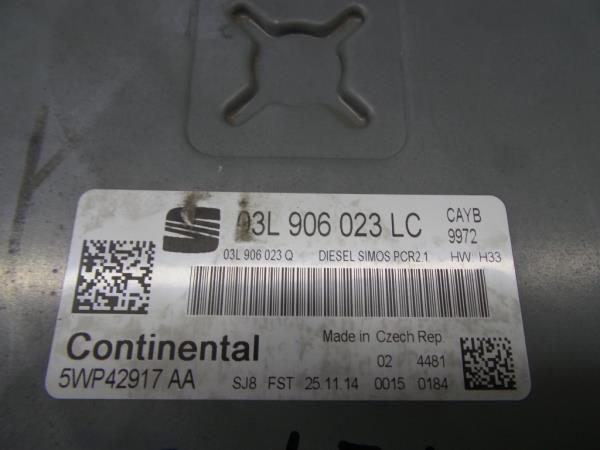 03L 906 023 LC CAYB
9972
03L 906 023 Q DIESEL SIMOS PCR2.1 HW H33
Continental Made in Czech Rep.
02 4481
5WP42917 AA SJ8 FST 25.11.14 0015 0184